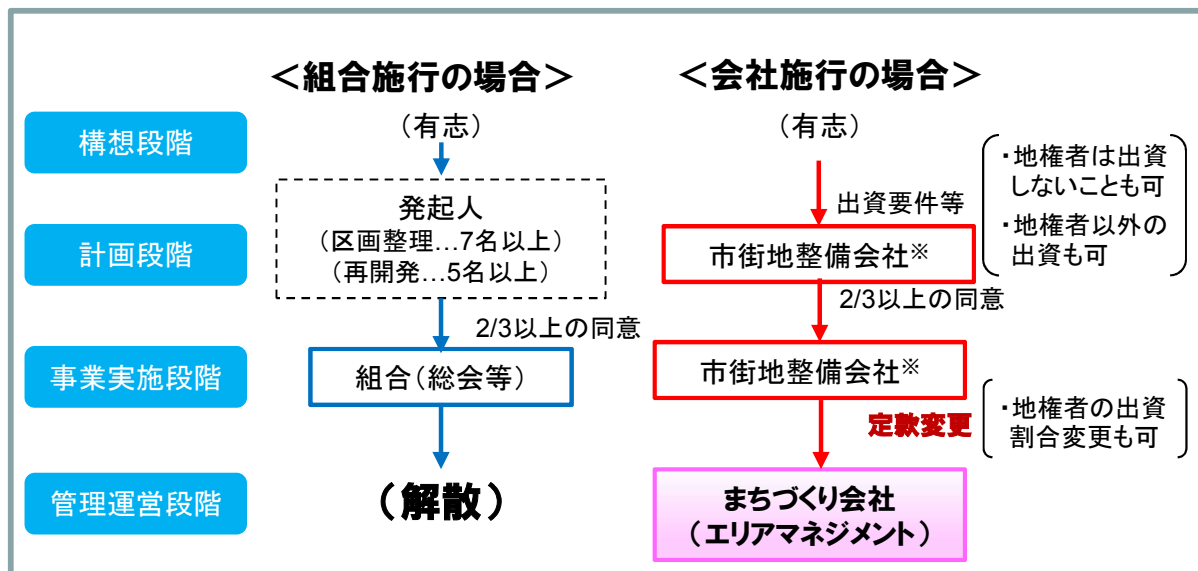 ＜組合施行の場合＞
＜会社施行の場合＞
構想段階
（有志）
（有志）
・地権者は出資
しないことも可
・地権者以外の
出資も可
出資要件等
計画段階
発起人
（区画整理…7名以上）
（再開発…5名以上）
市街地整備会社※
2/3以上の同意
2/3以上の同意
事業実施段階
組合（総会等）
市街地整備会社※
定款変更
・地権者の出資
割合変更も可
管理運営段階
（解散）
まちづくり会社
（エリアマネジメント）